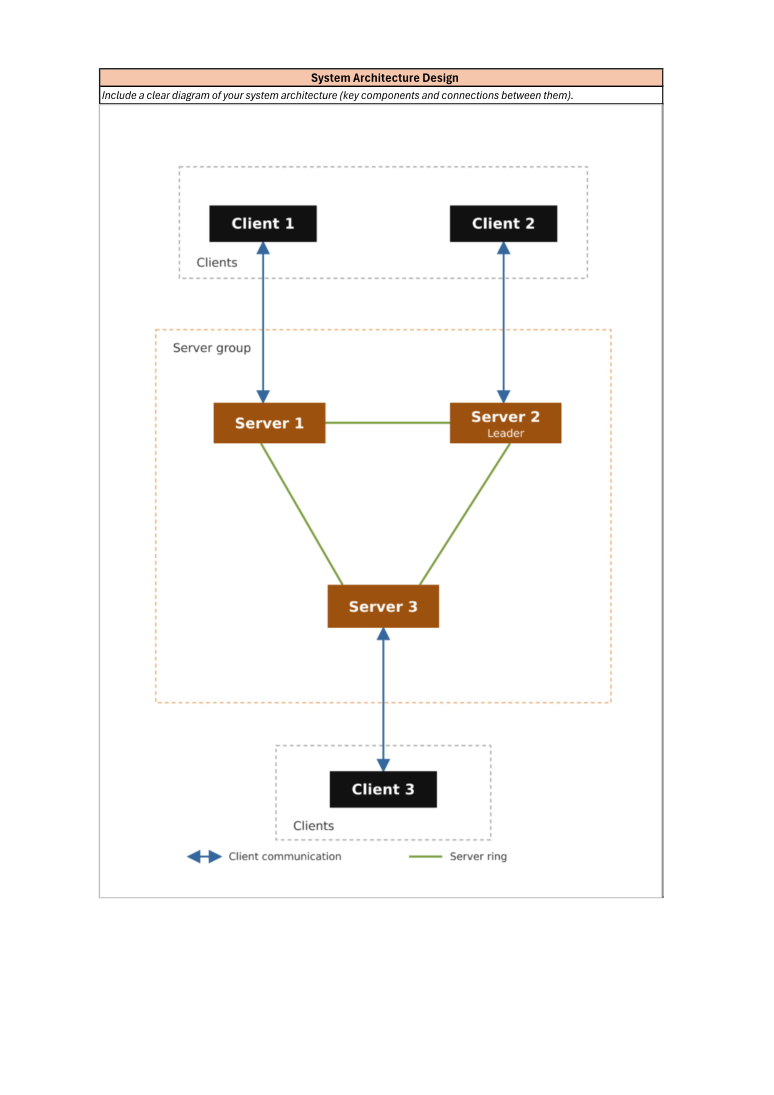 System Architecture Design
Include a clear diagram of your system architecture (key components and connections between them).
Client 1
Client 2
Clients
Server group
Server 1
Server 2
Leader
Server 3
Client 3
Clients
Client communication
Server ring